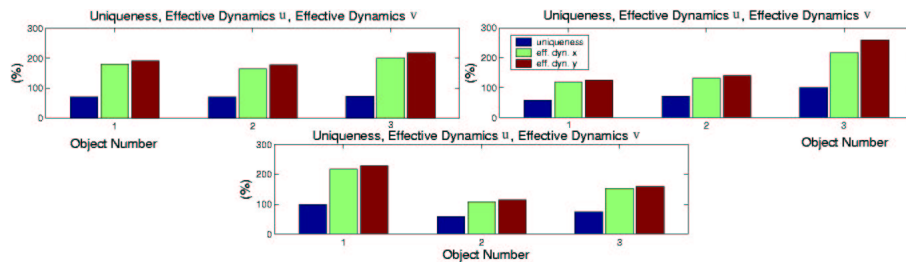 Uniqueness, Effective Dynamics u, Effective Dynamics v
300
200
100
0
(%)
1 2 3
Object Number
Uniqueness, Effective Dynamics u, Effective Dynamics v
300
200
100
0
(%)
uniqueness
eff. dyn. x
eff. dyn. y
1 2 3
Object Number
Uniqueness, Effective Dynamics u, Effective Dynamics v
300
200
100
0
(%)
1 2 3
Object Number